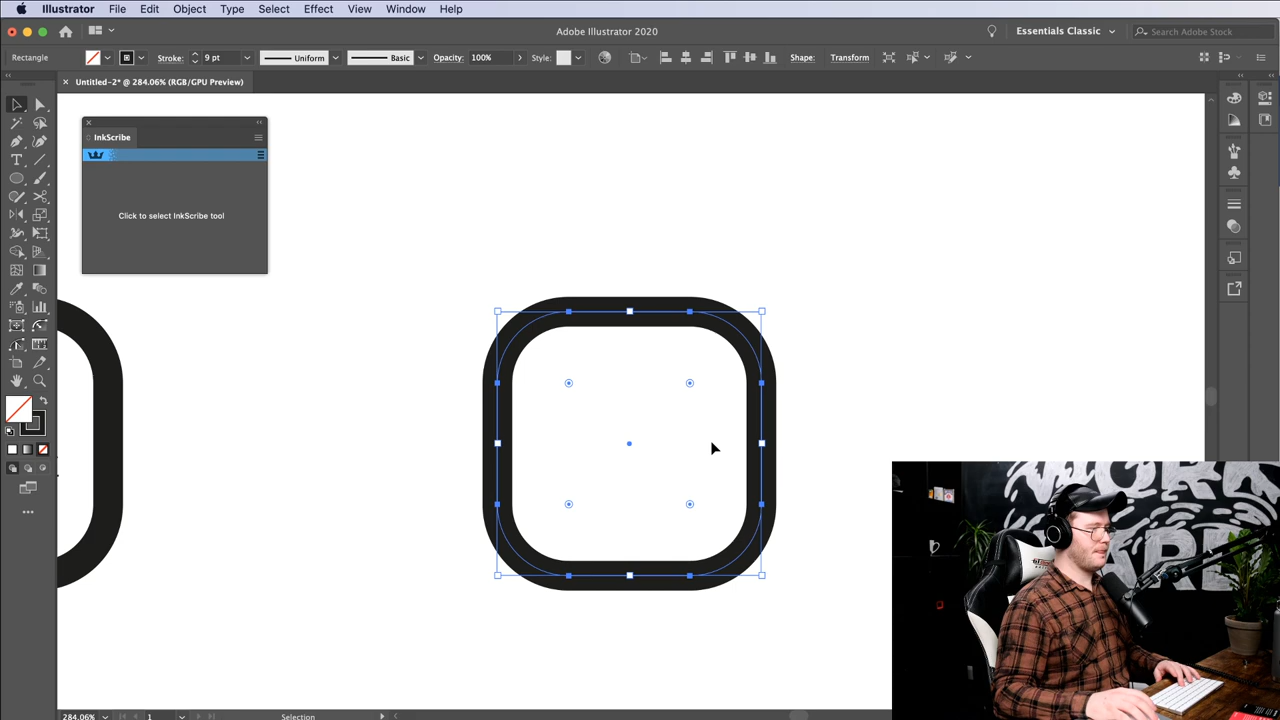 Illustrator File Edit Object Type Select Effect View Window Help
Adobe Illustrator 2020
Essentials Classic
Search Adobe Stock
Rectangle
Stroke:
9 pt
Uniform
Basic
Opacity:
100%
Style:
Shape:
Transform
Untitled-2* @ 284.06% (RGB/GPU Preview)
InkScribe
Click to select InkScribe tool
WORK
HARD
284.06%
1
Selection